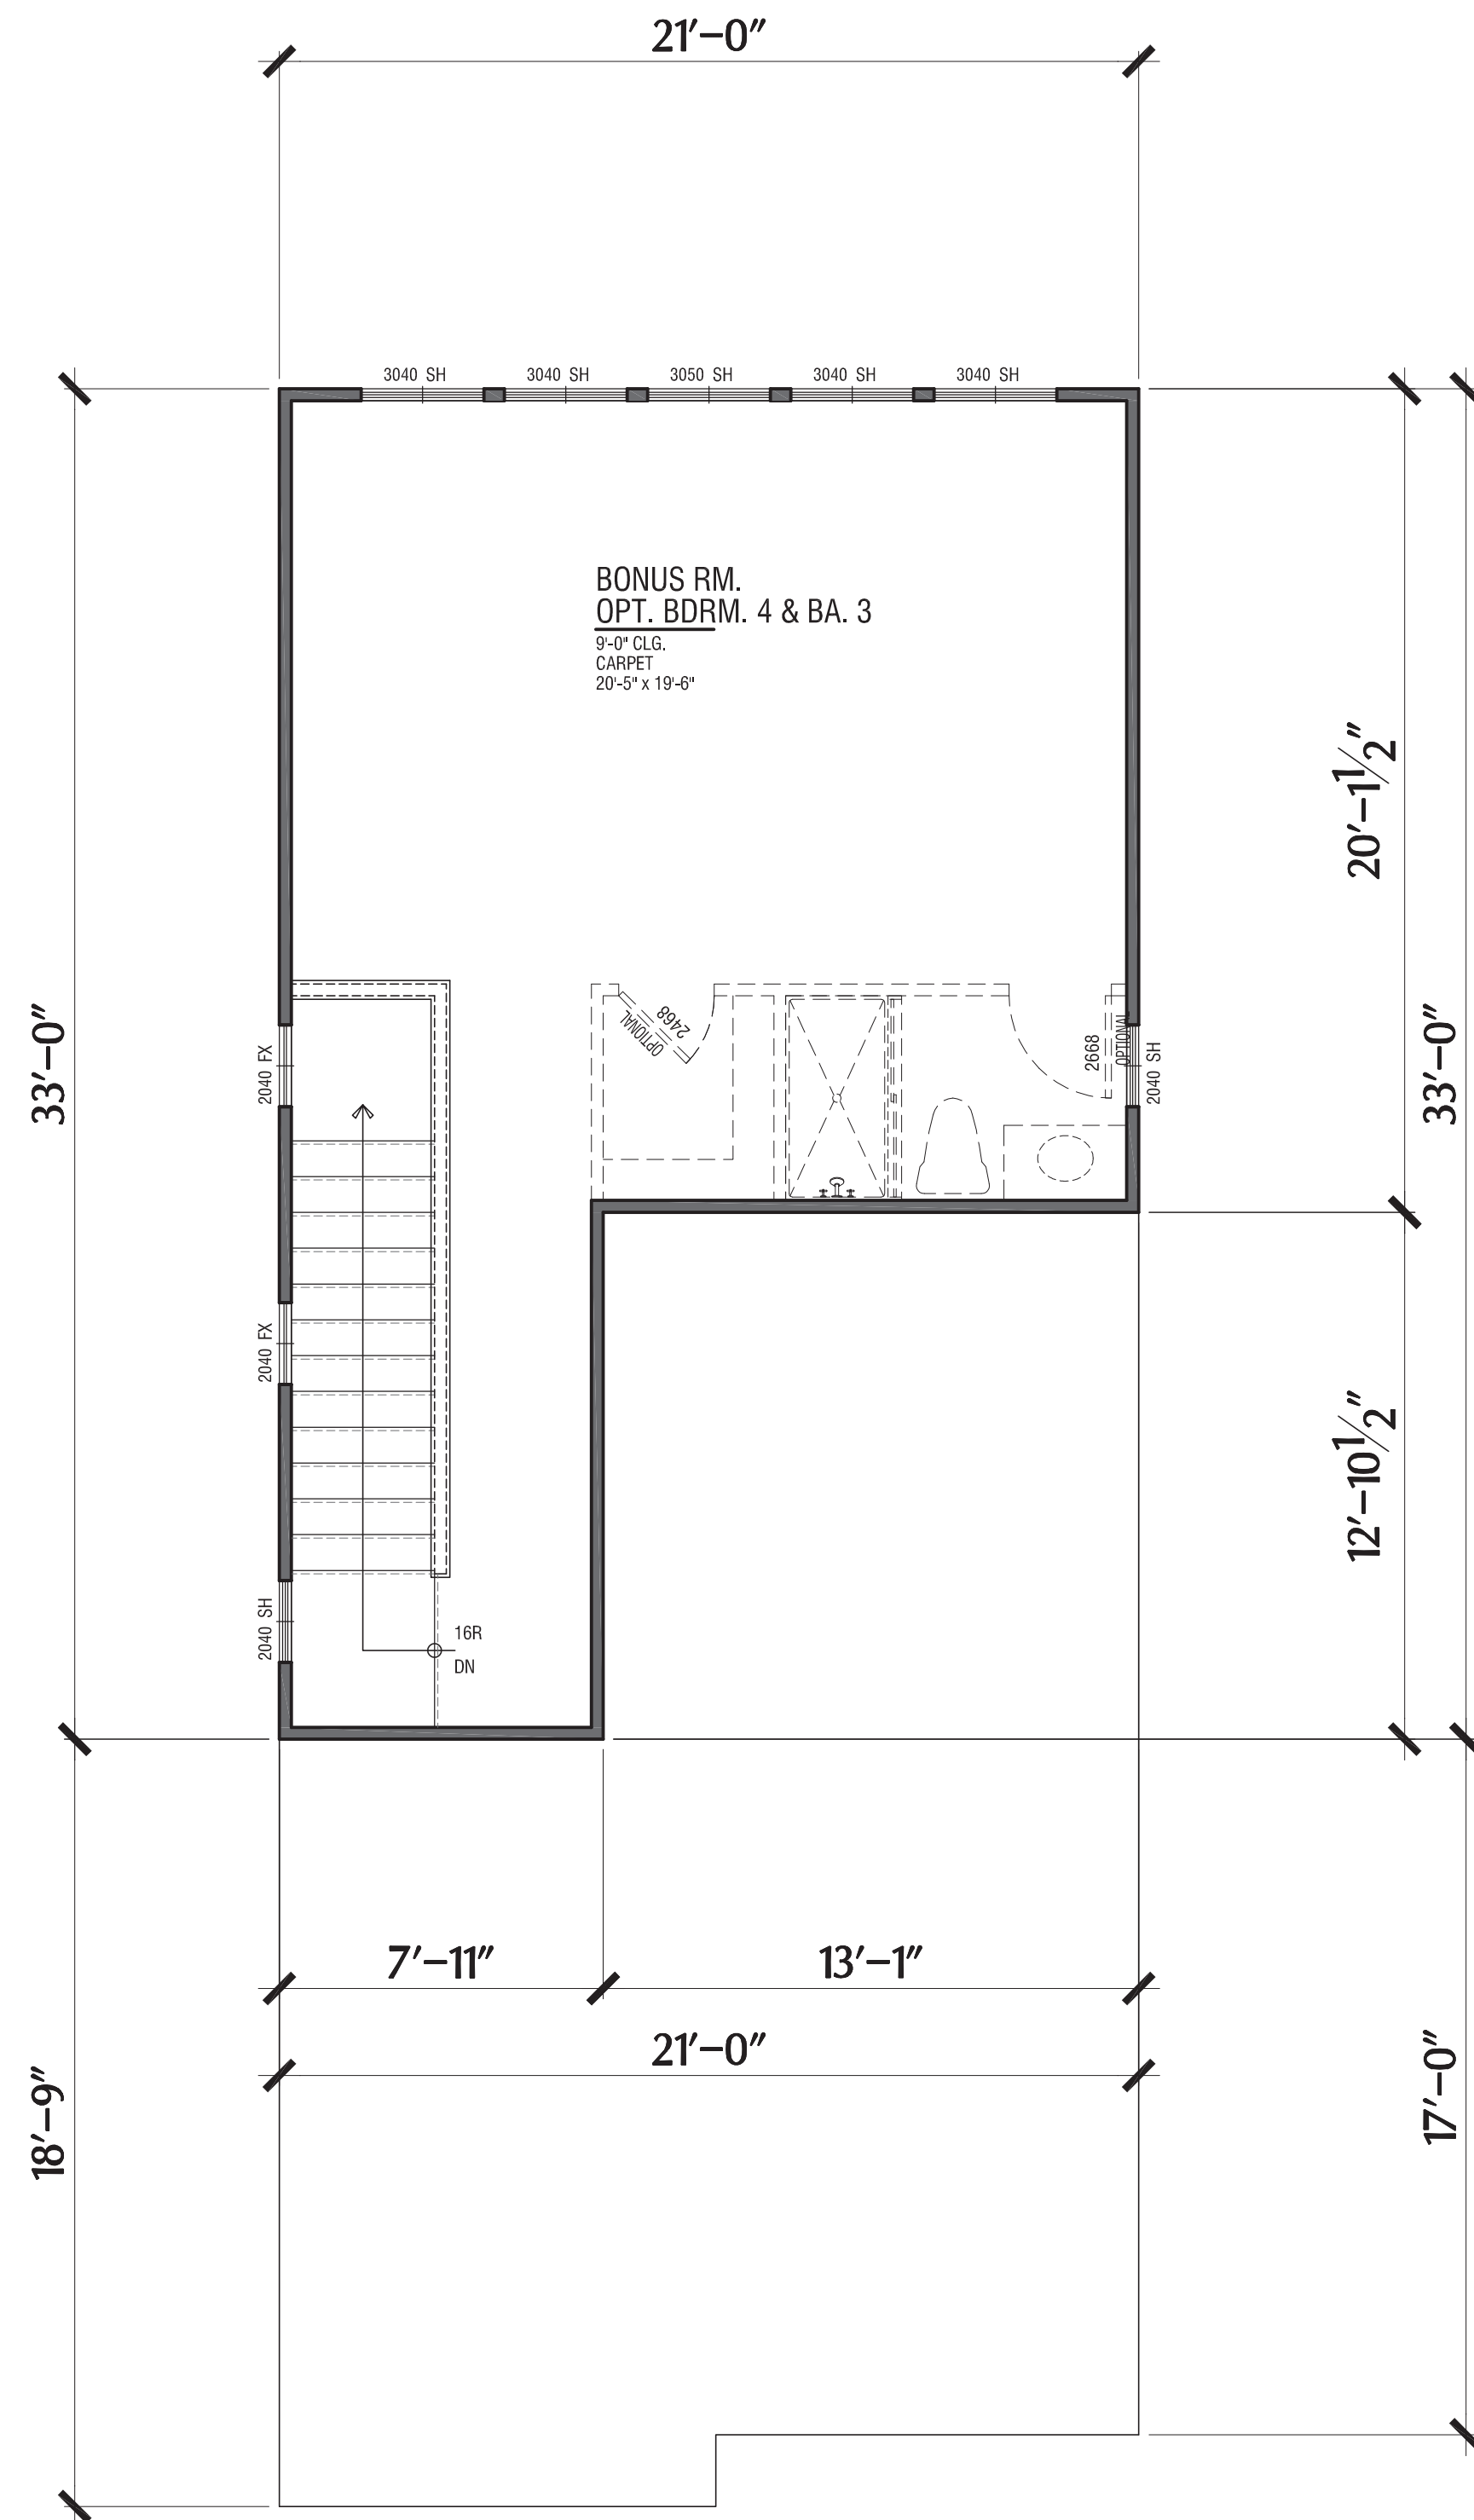 21'-0"
3040 SH
3040 SH
3050 SH
3040 SH
3040 SH
BONUS RM.
OPT. BDRM. 4 & BA. 3
9'-0" CLG.
CARPET
20'-5" x 19'-6"
20'-1 1/2"
33'-0"
33'-0"
2040 FX
OPTIONAL
2468
2668
OPTIONAL
2040 SH
2040 FX
12'-10 1/2"
2040 SH
16R
DN
7'-11"
13'-1"
21'-0"
18'-9"
17'-0"